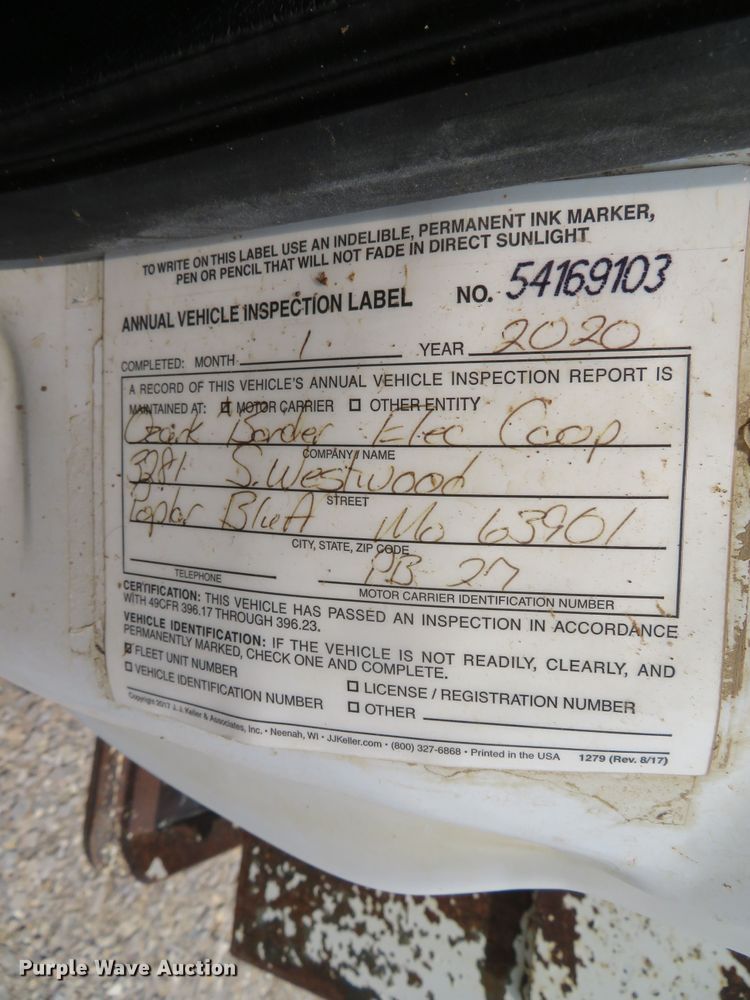 TO WRITE ON THIS LABEL USE AN INDELIBLE, PERMANENT INK MARKER,
PEN OR PENCIL THAT WILL NOT FADE IN DIRECT SUNLIGHT
ANNUAL VEHICLE INSPECTION LABEL NO. 54169103
COMPLETED: MONTH 1 YEAR 2020
A RECORD OF THIS VEHICLE'S ANNUAL VEHICLE INSPECTION REPORT IS
MAINTAINED AT: MOTOR CARRIER OTHER ENTITY
Ozark Border Elec Coop
COMPANY NAME
3281 S. Westwood
STREET
Poplar Bluff Mo 63901
CITY, STATE, ZIP CODE
PB 27
TELEPHONE MOTOR CARRIER IDENTIFICATION NUMBER
CERTIFICATION: THIS VEHICLE HAS PASSED AN INSPECTION IN ACCORDANCE
WITH 49CFR 396.17 THROUGH 396.23.
VEHICLE IDENTIFICATION: IF THE VEHICLE IS NOT READILY, CLEARLY, AND
PERMANENTLY MARKED, CHECK ONE AND COMPLETE.
FLEET UNIT NUMBER LICENSE / REGISTRATION NUMBER
VEHICLE IDENTIFICATION NUMBER OTHER
Copyright 2017 J. J. Keller & Associates, Inc. • Neenah, WI • JJKeller.com • (800) 327-6868 • Printed in the USA 1279 (Rev. 8/17)
Purple Wave Auction